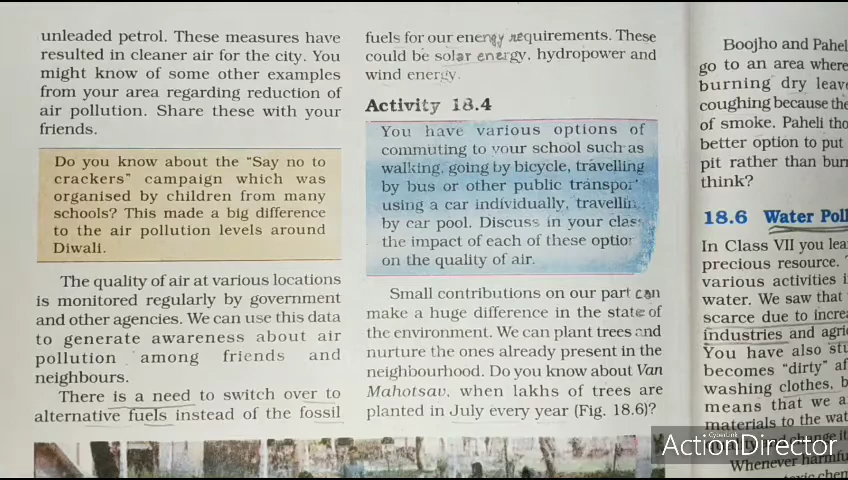 unleaded petrol. These measures have
resulted in cleaner air for the city. You
might know of some other examples
from your area regarding reduction of
air pollution. Share these with your
friends.
Do you know about the "Say no to
crackers" campaign which was
organised by children from many
schools? This made a big difference
to the air pollution levels around
Diwali.
The quality of air at various locations
is monitored regularly by government
and other agencies. We can use this data
to generate awareness about air
pollution among friends and
neighbours.
There is a need to switch over to
alternative fuels instead of the fossil
fuels for our energy requirements. These
could be solar energy, hydropower and
wind energy.
Activity 18.4
You have various options of
commuting to your school such as
walking, going by bicycle, travelling
by bus or other public transpor
using a car individually, travellin
by car pool. Discuss in your clas
the impact of each of these option
on the quality of air.
Small contributions on our part can
make a huge difference in the state of
the environment. We can plant trees and
nurture the ones already present in the
neighbourhood. Do you know about Van
Mahotsav, when lakhs of trees are
planted in July every year (Fig. 18.6)?
Boojho and Pahel
go to an area where
burning dry leav
coughing because the
of smoke. Paheli tho
better option to put
pit rather than bur
think?
18.6 Water Poll
In Class VII you lea
precious resource.
various activities i
water. We saw that
scarce due to increa
industries and agri
You have also stu
becomes "dirty" af
washing clothes, b
means that we a
materials to the wat
CyberLink
ActionDirector
Whenever harmfu